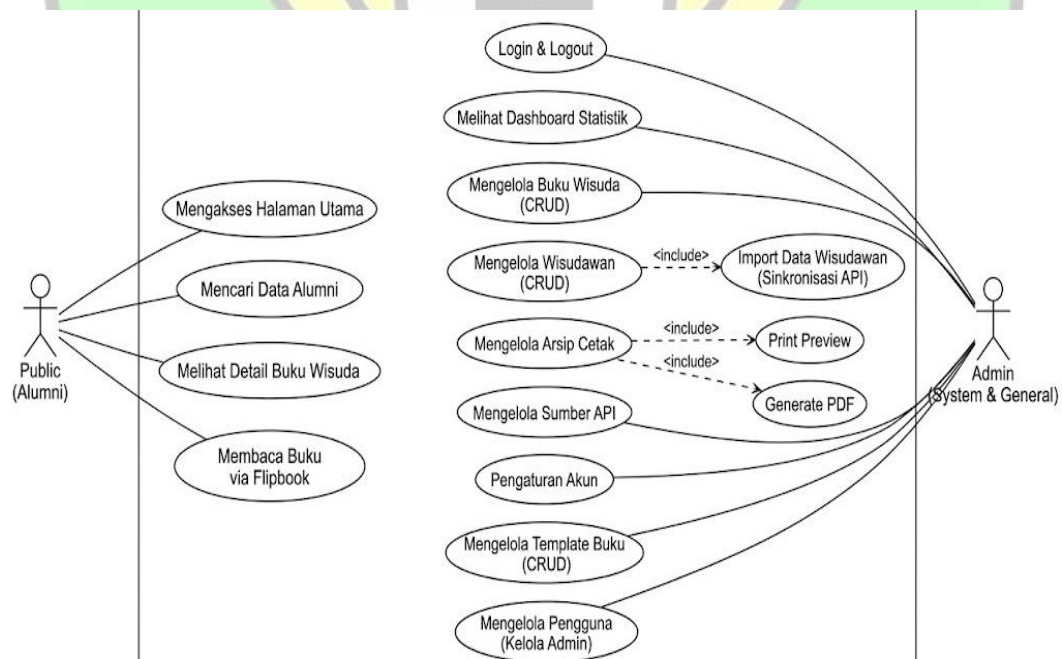 Login & Logout
Melihat Dashboard Statistik
Mengelola Buku Wisuda
(CRUD)
Mengakses Halaman Utama
Mengelola Wisudawan
(CRUD)
<include>
Import Data Wisudawan
(Sinkronisasi API)
Mencari Data Alumni
Mengelola Arsip Cetak
<include>
Print Preview
<include>
Generate PDF
Public
(Alumni)
Melihat Detail Buku Wisuda
Admin
(System & General)
Mengelola Sumber API
Membaca Buku
via Flipbook
Pengaturan Akun
Mengelola Template Buku
(CRUD)
Mengelola Pengguna
(Kelola Admin)